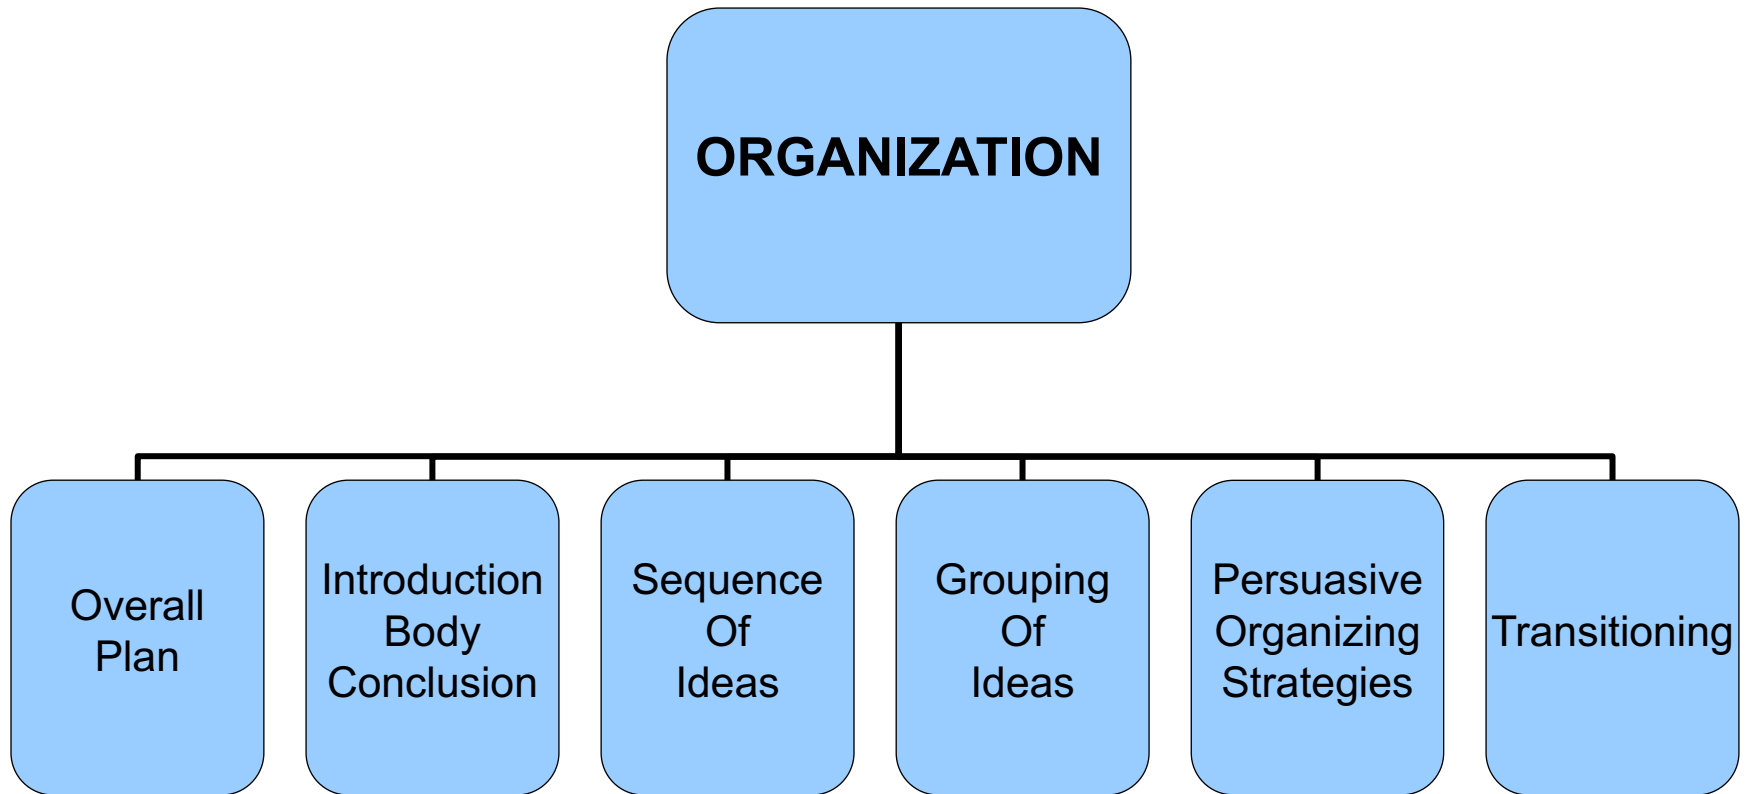 ORGANIZATION
Overall
Plan
Introduction
Body
Conclusion
Sequence
Of
Ideas
Grouping
Of
Ideas
Persuasive
Organizing
Strategies
Transitioning